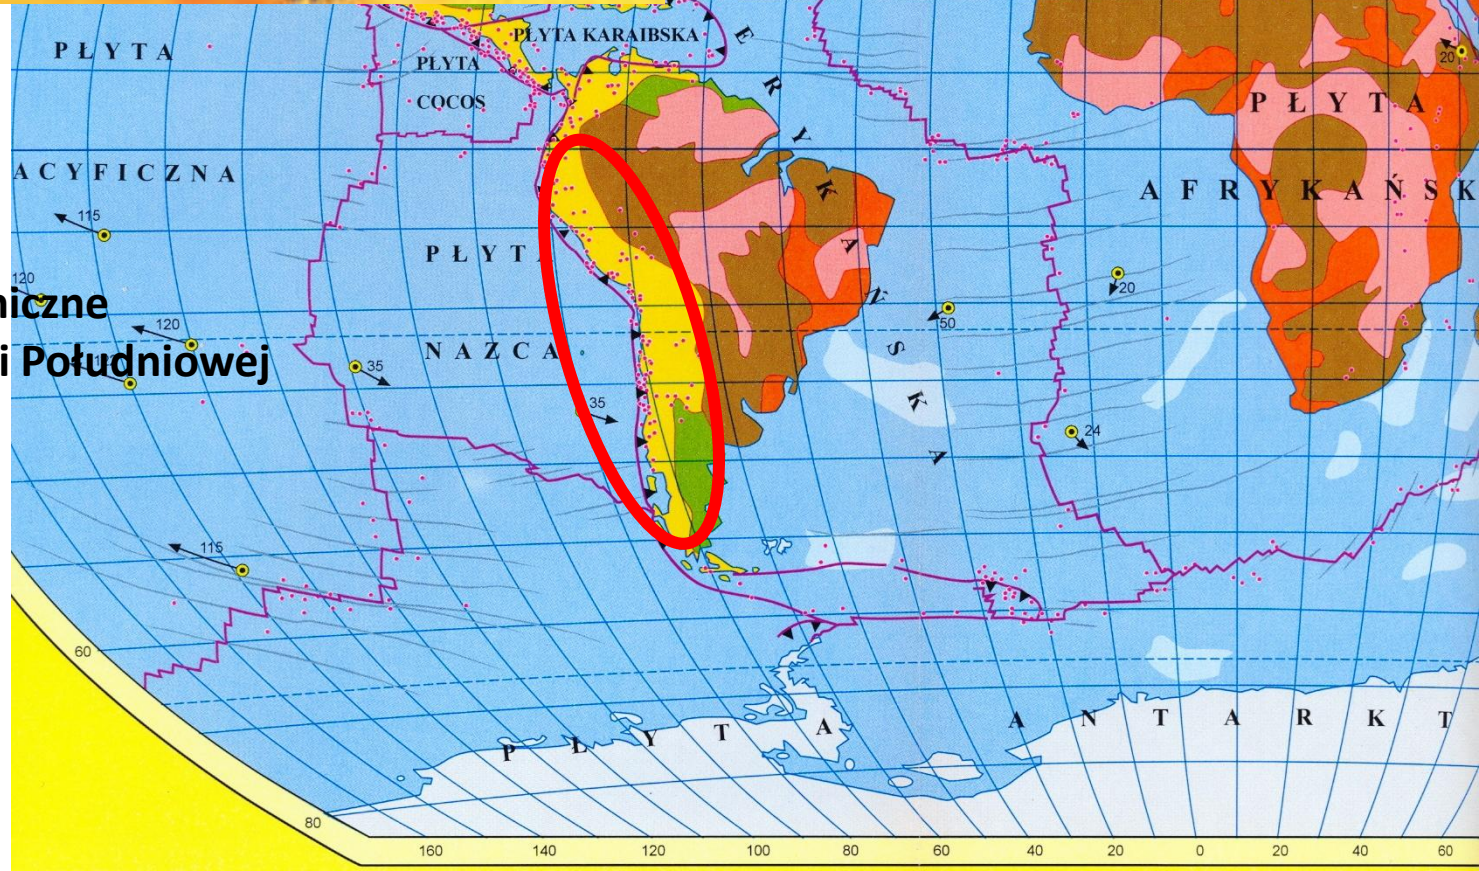 PŁYTA
PŁYTA KARAIBSKA
PŁYTA
COCOS
ERYKAŃSKA
ACYFICZNA
PŁYTA
AFRYKAŃSK
20
115
PŁYT
120
niczne
120
20
50
NAZCA
i Południowej
35
35
24
115
60
PŁYTA ANTARKT
80
160 140 120 100 80 60 40 20 0 20 40 60